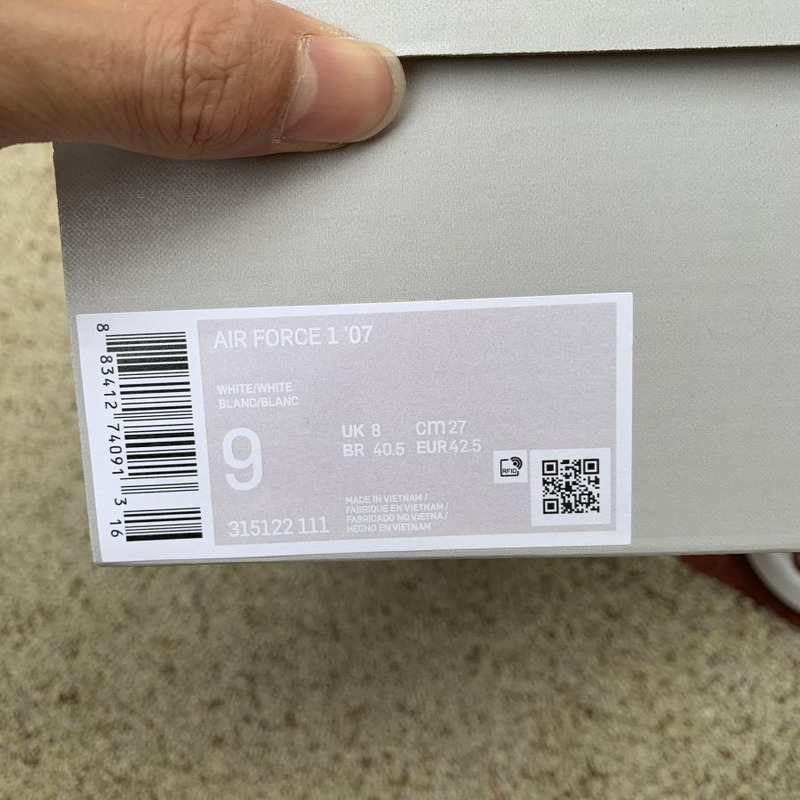 AIR FORCE 1 '07
WHITE/WHITE
BLANC/BLANC
9
UK 8 cm 27
BR 40.5 EUR 42.5
RFID
315122 111
MADE IN VIETNAM /
FABRIQUE EN VIETNAM /
FABRICADO NO VIETNA /
HECHO EN VIETNAM
8 83412 74091 3 16